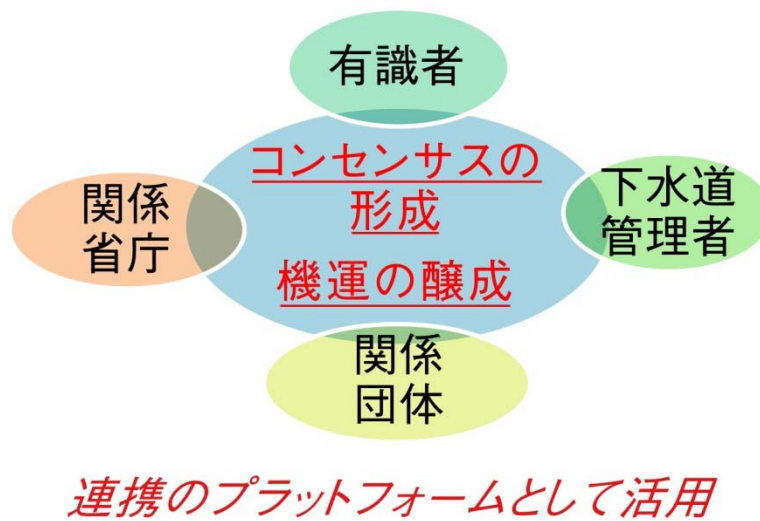 有識者
コンセンサスの
形成
機運の醸成
関係
省庁
下水道
管理者
関係
団体
連携のプラットフォームとして活用